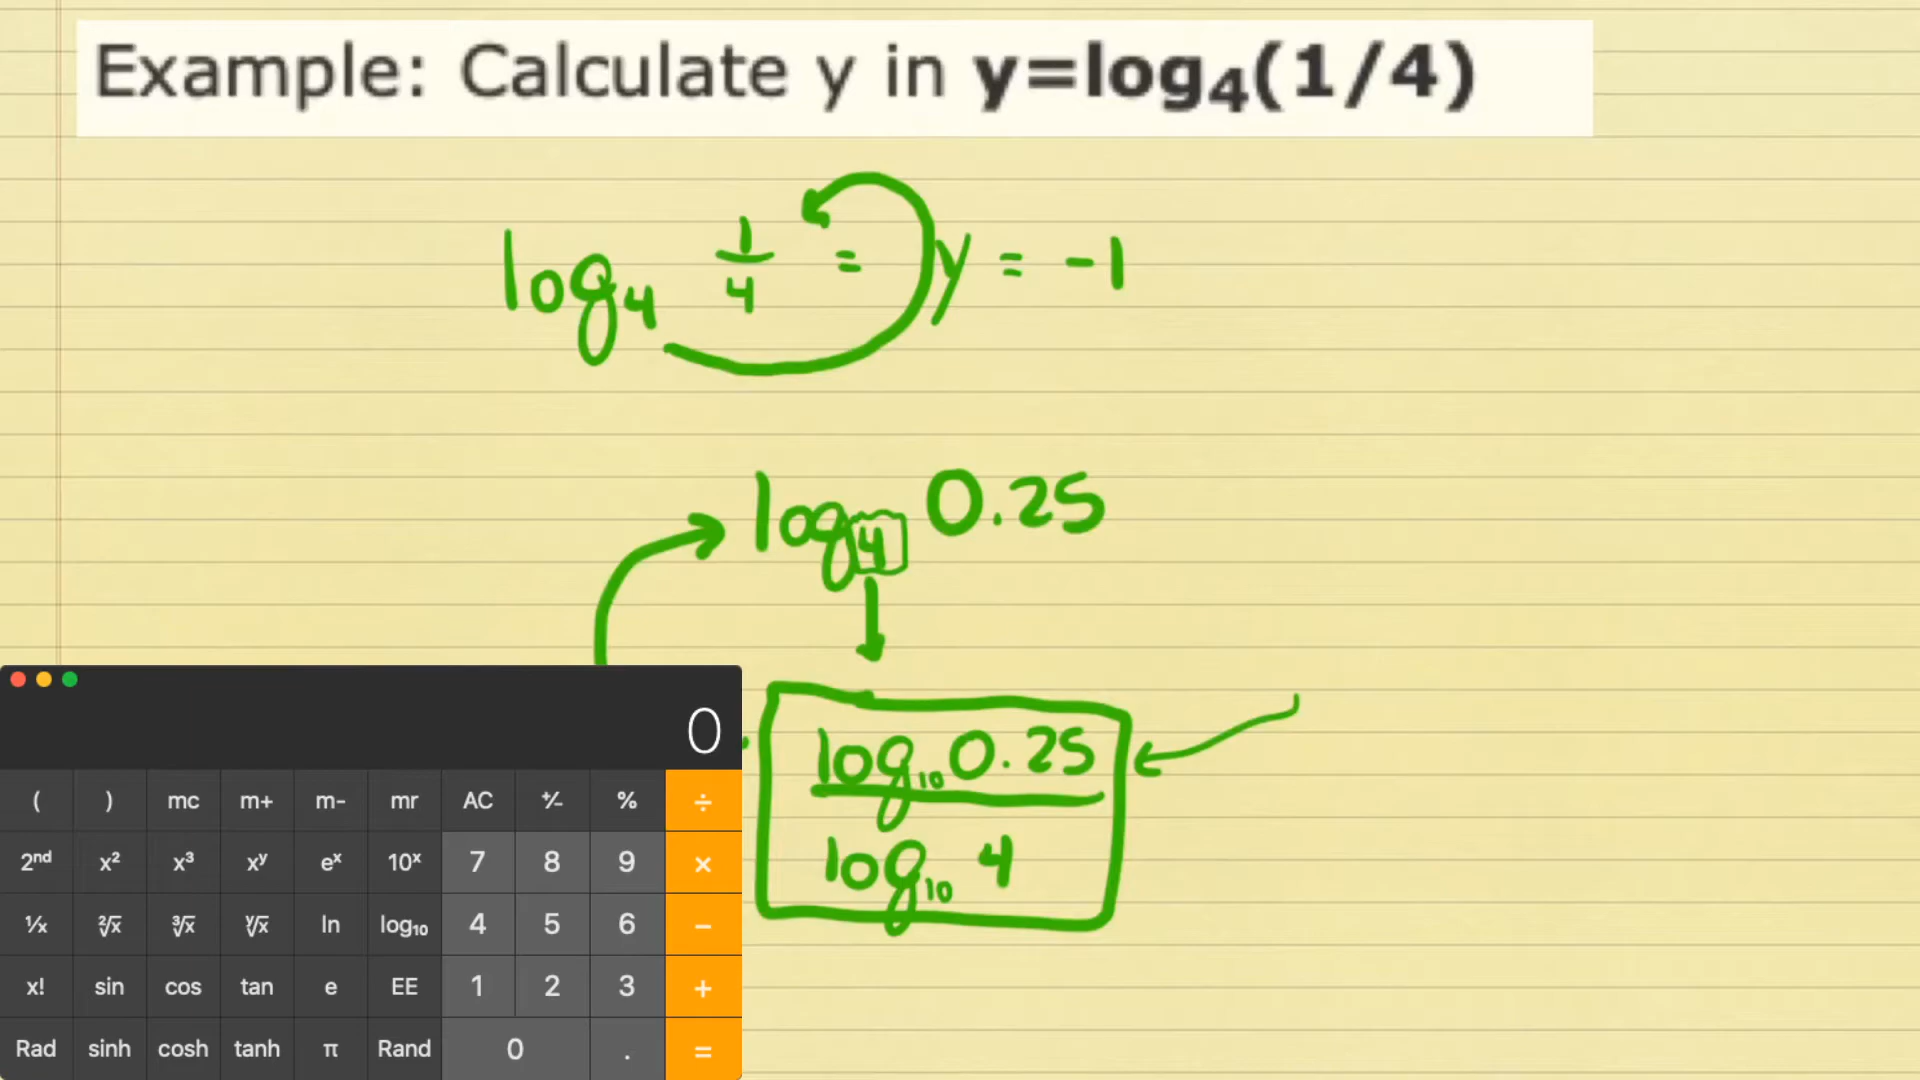 Example: Calculate y in y=log₄(1/4)
log₄ 1/4 = y = -1
log₄ 0.25
log₁₀ 0.25
log₁₀ 4
0
( ) mc m+ m- mr AC +/- % ÷
2ⁿᵈ x² x³ xʸ eˣ 10ˣ 7 8 9 ×
1/x ²√x ³√x ʸ√x ln log₁₀ 4 5 6 −
x! sin cos tan e EE 1 2 3 +
Rad sinh cosh tanh π Rand 0 . =